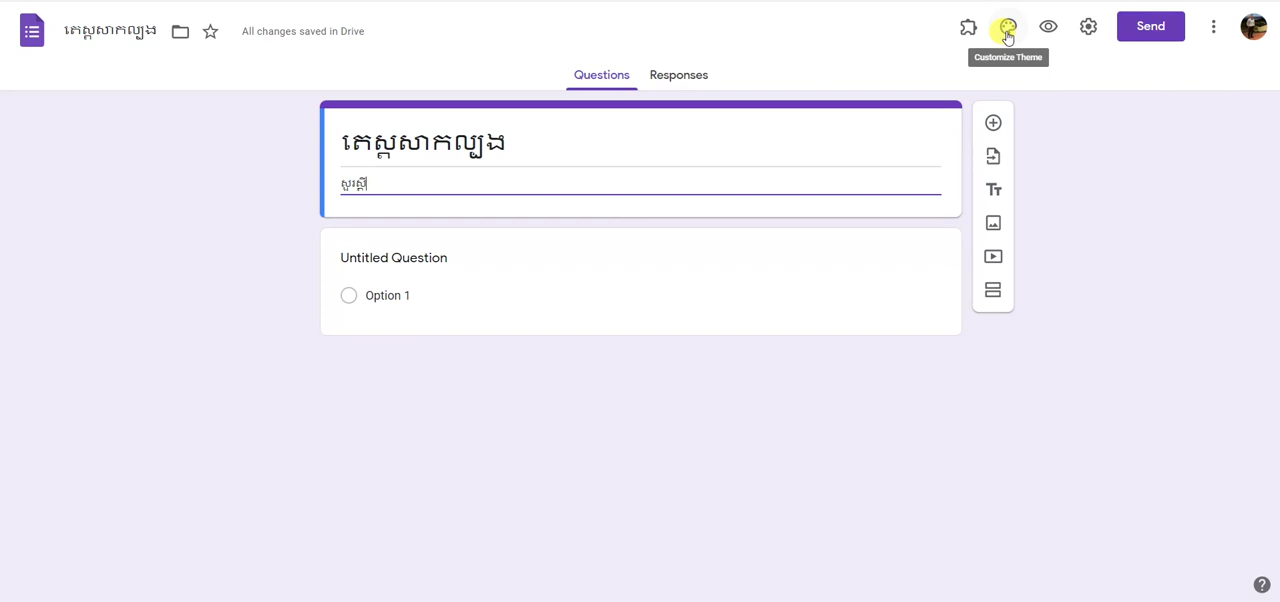 តេស្តសាកល្បង
All changes saved in Drive
Send
Customize Theme
Questions
Responses
តេស្តសាកល្បង
សួរស្តី
Untitled Question
Option 1